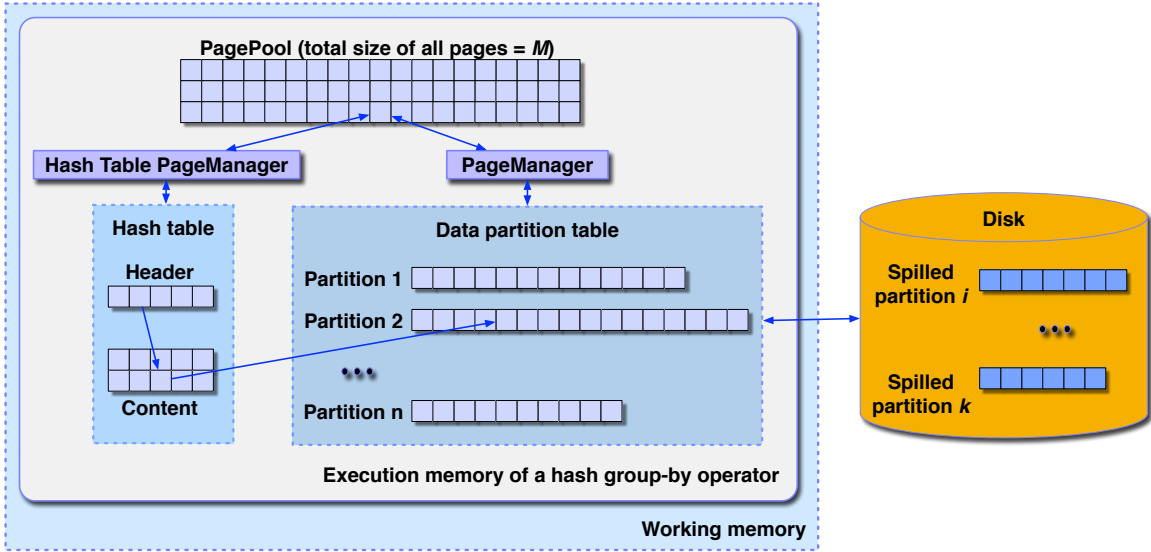 PagePool (total size of all pages = M)
Hash Table PageManager
PageManager
Hash table
Header
Content
Data partition table
Partition 1
Partition 2
Partition n
Execution memory of a hash group-by operator
Working memory
Disk
Spilled
partition i
Spilled
partition k